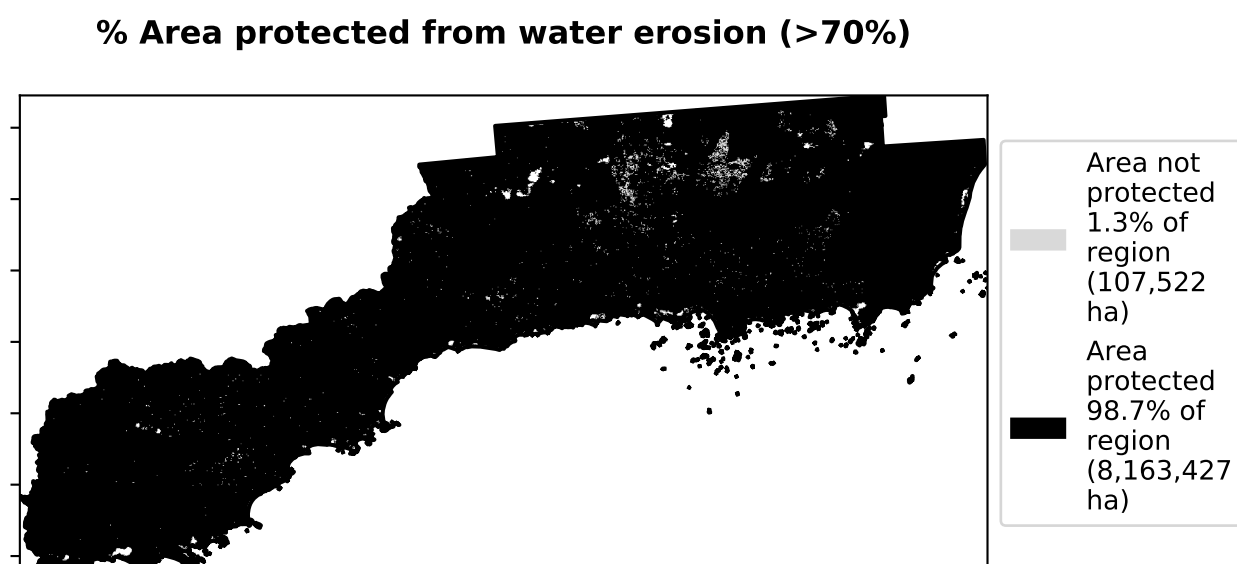 % Area protected from water erosion (>70%)
Area not
protected
1.3% of
region
(107,522
ha)
Area
protected
98.7% of
region
(8,163,427
ha)